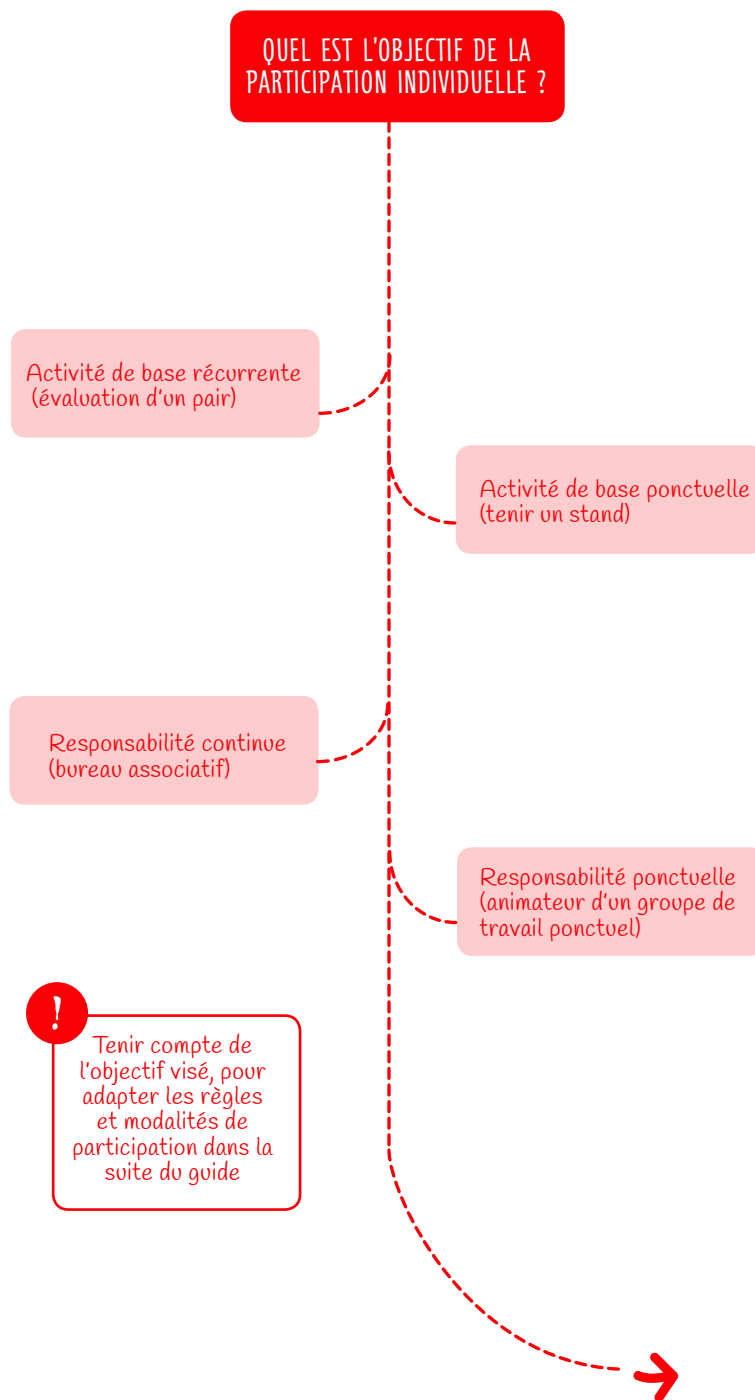 QUEL EST L'OBJECTIF DE LA
PARTICIPATION INDIVIDUELLE ?
Activité de base récurrente
(évaluation d'un pair)
Activité de base ponctuelle
(tenir un stand)
Responsabilité continue
(bureau associatif)
Responsabilité ponctuelle
(animateur d'un groupe de
travail ponctuel)
!
Tenir compte de
l'objectif visé, pour
adapter les règles
et modalités de
participation dans la
suite du guide